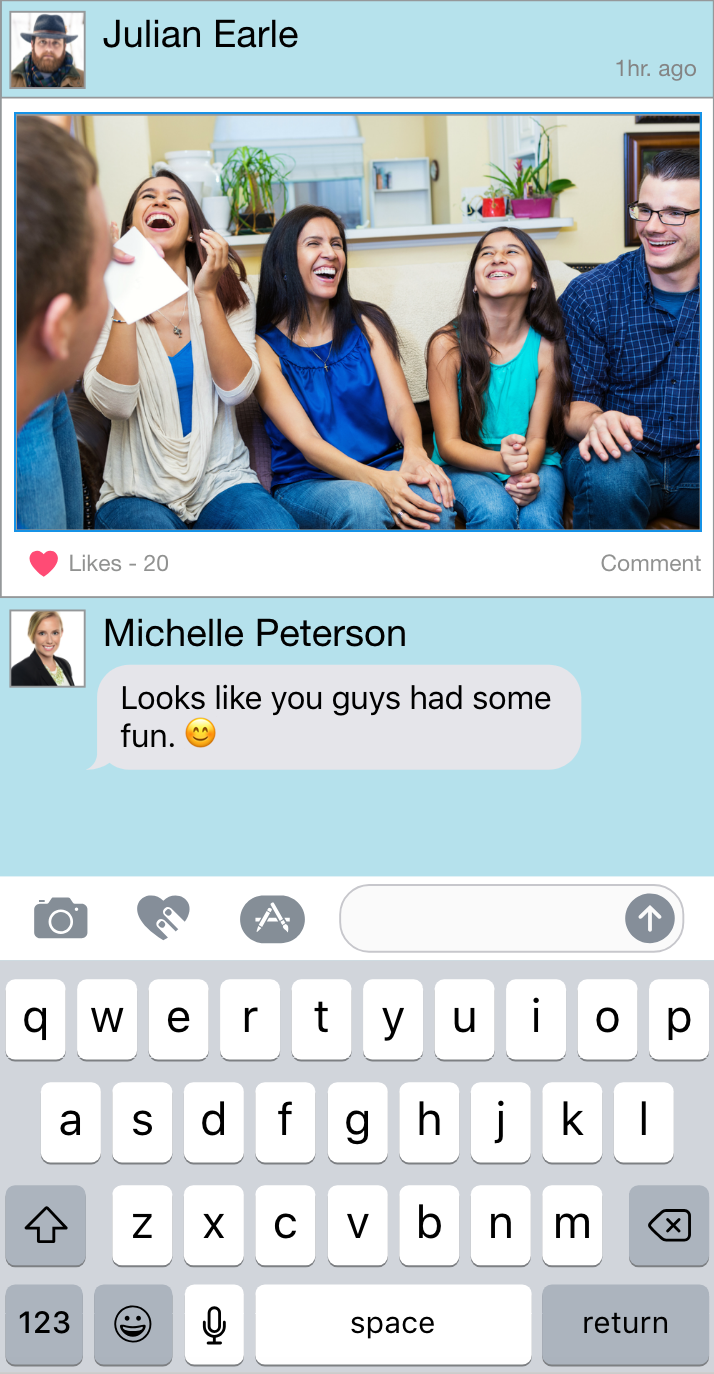 Julian Earle
1hr. ago
Likes - 20
Comment
Michelle Peterson
Looks like you guys had some
fun. 😊
q w e r t y u i o p
a s d f g h j k l
z x c v b n m
123
space
return